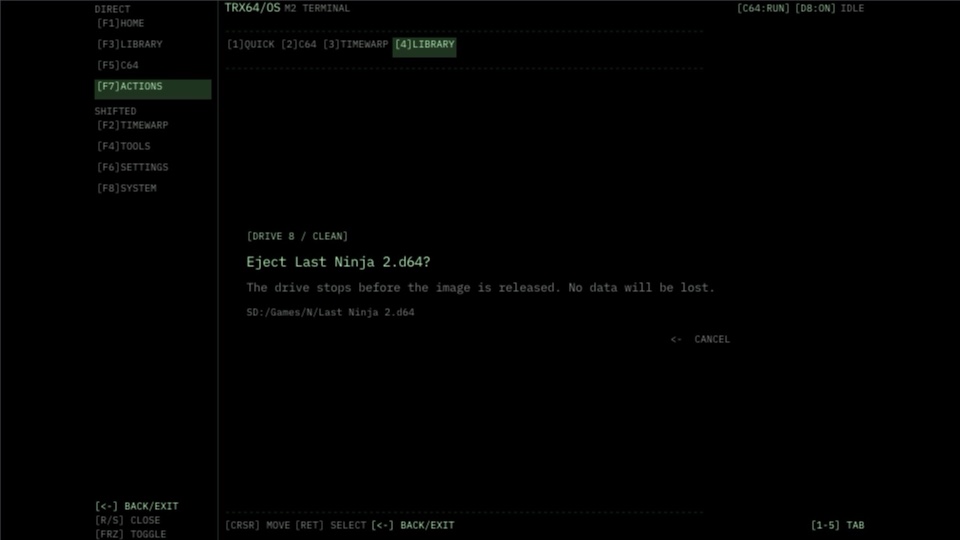 DIRECT
[F1]HOME
[F3]LIBRARY
[F5]C64
[F7]ACTIONS
SHIFTED
[F2]TIMEWARP
[F4]TOOLS
[F6]SETTINGS
[F8]SYSTEM
[<-] BACK/EXIT
[R/S] CLOSE
[FRZ] TOGGLE
TRX64/OS M2 TERMINAL [C64:RUN] [D8:ON] IDLE
[1]QUICK [2]C64 [3]TIMEWARP [4]LIBRARY
[DRIVE 8 / CLEAN]
Eject Last Ninja 2.d64?
The drive stops before the image is released. No data will be lost.
SD:/Games/N/Last Ninja 2.d64
<- CANCEL
[CRSR] MOVE [RET] SELECT [<-] BACK/EXIT [1-5] TAB